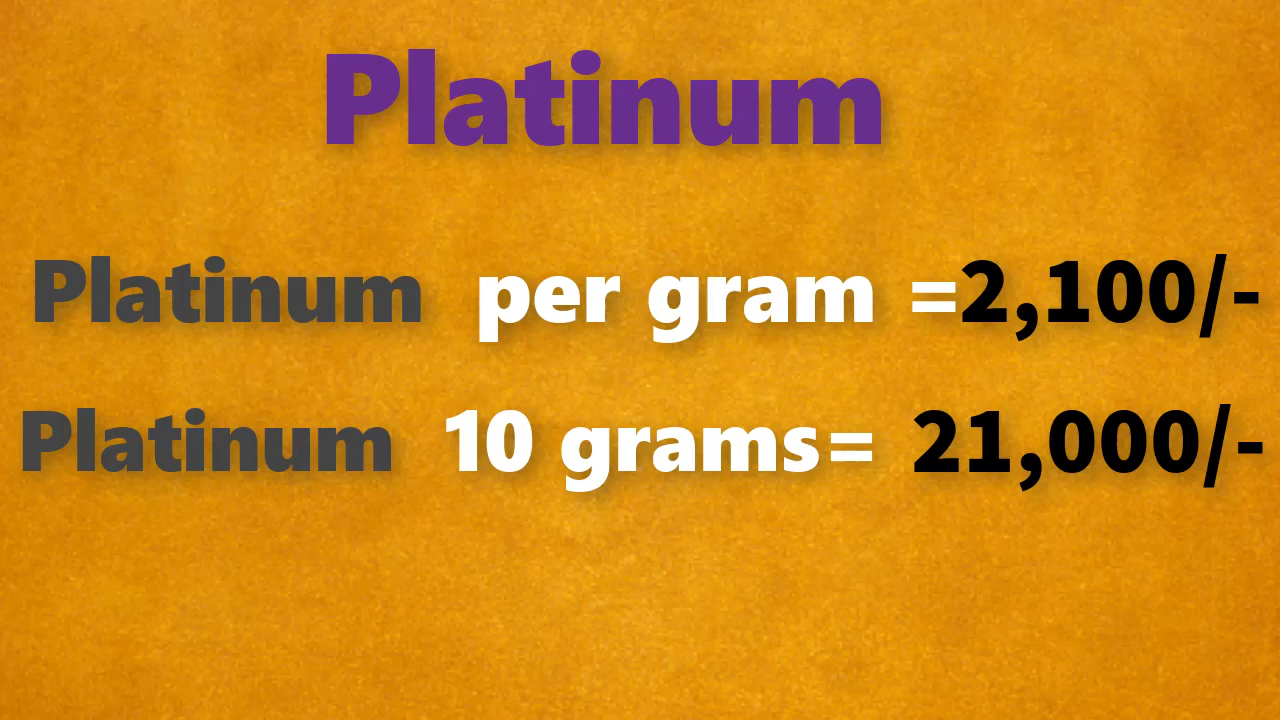 Platinum
Platinum per gram =2,100/-
Platinum 10 grams= 21,000/-